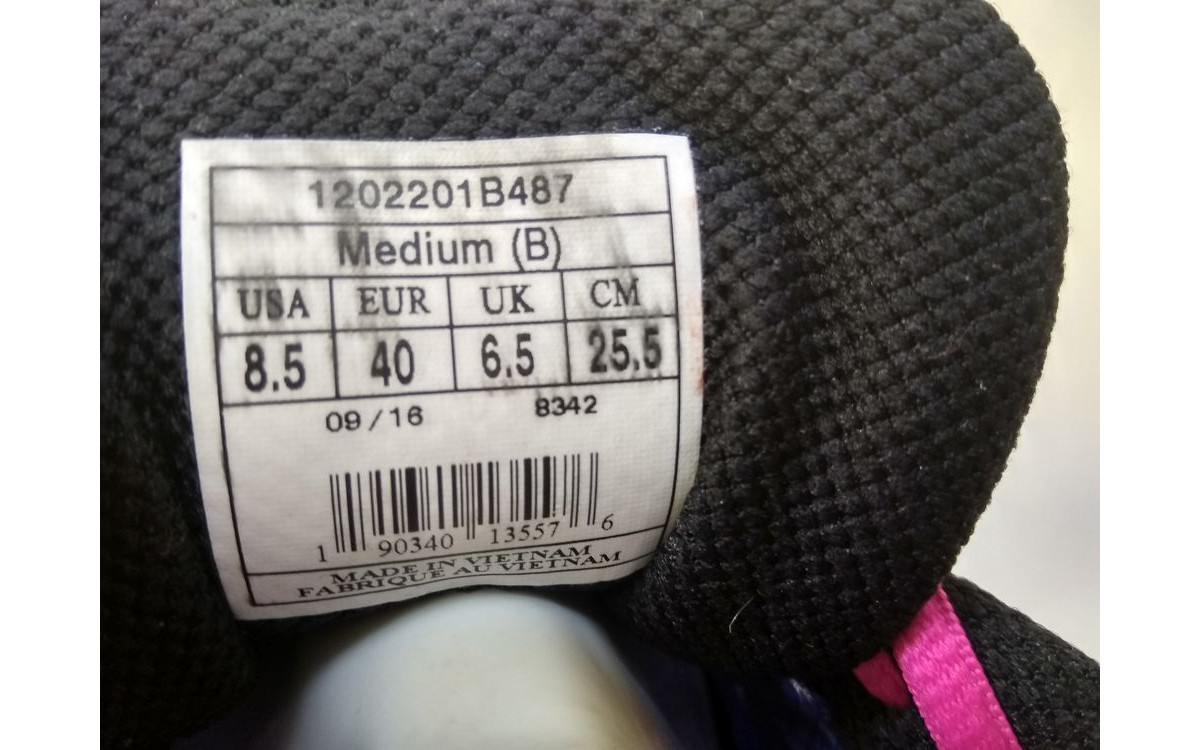 1202201B487
Medium (B)
USA EUR UK CM
8.5 40 6.5 25.5
09/16 8342
1 90340 13557 6
MADE IN VIETNAM
FABRIQUE AU VIETNAM